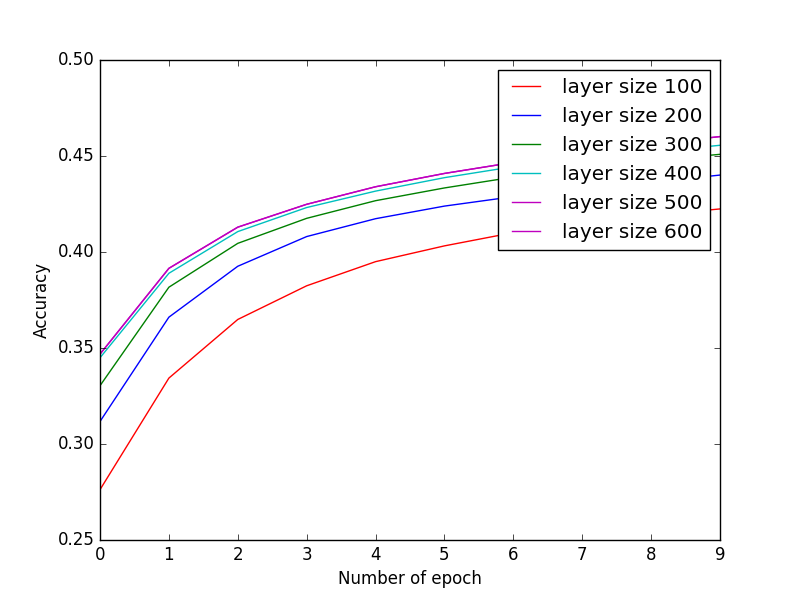 0.50
0.45
0.40
0.35
0.30
0.25
Accuracy
layer size 100
layer size 200
layer size 300
layer size 400
layer size 500
layer size 600
0 1 2 3 4 5 6 7 8 9
Number of epoch